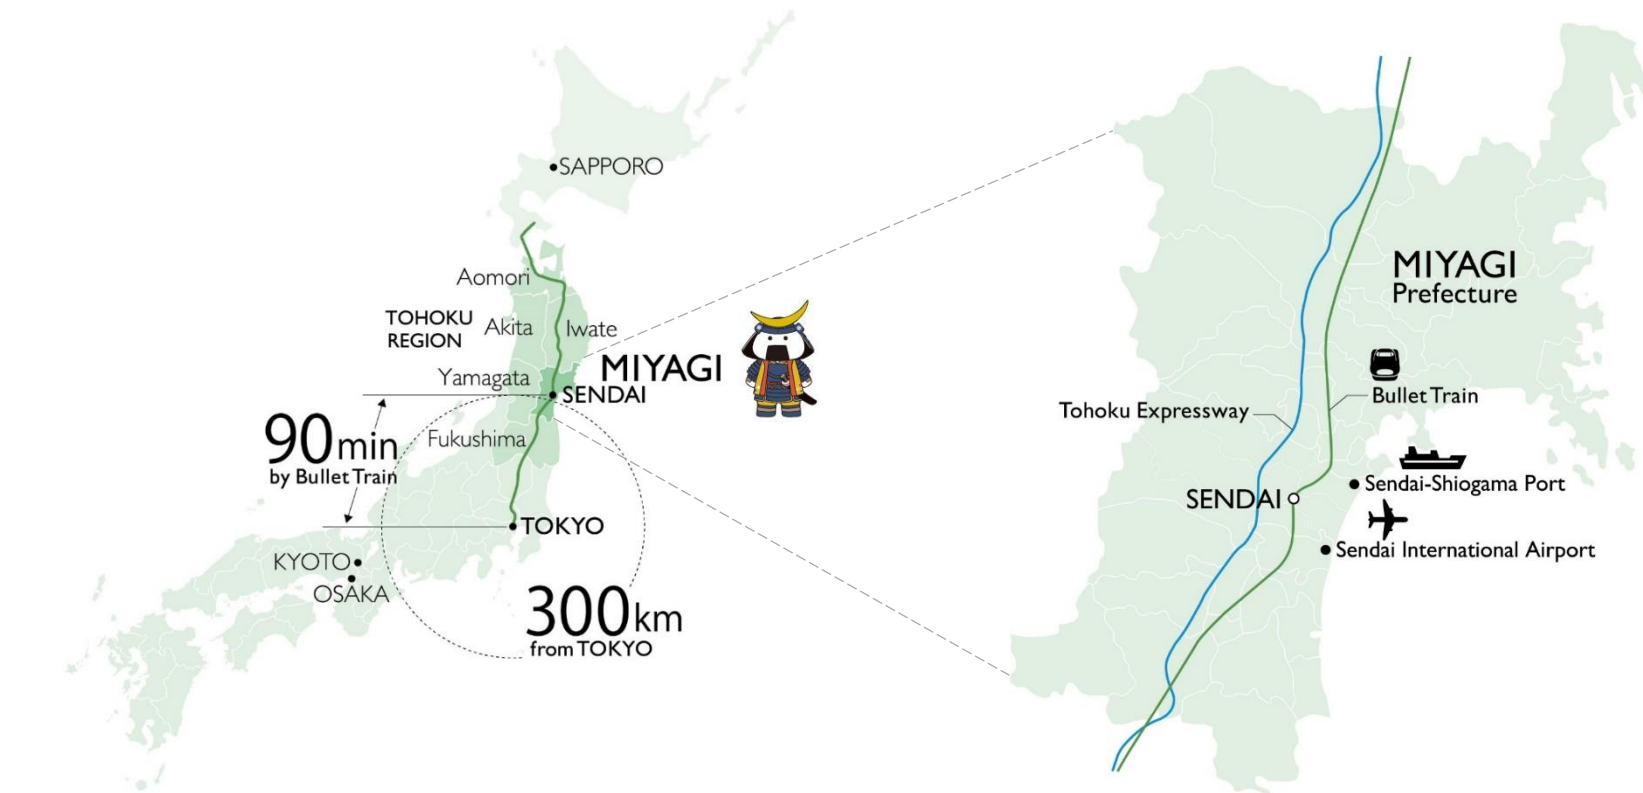 SAPPORO
Aomori
TOHOKU
REGION
Akita
Iwate
MIYAGI
Yamagata
SENDAI
90min
by Bullet Train
Fukushima
TOKYO
KYOTO
OSAKA
300km
from TOKYO
MIYAGI
Prefecture
Bullet Train
Tohoku Expressway
Sendai-Shiogama Port
SENDAI
Sendai International Airport